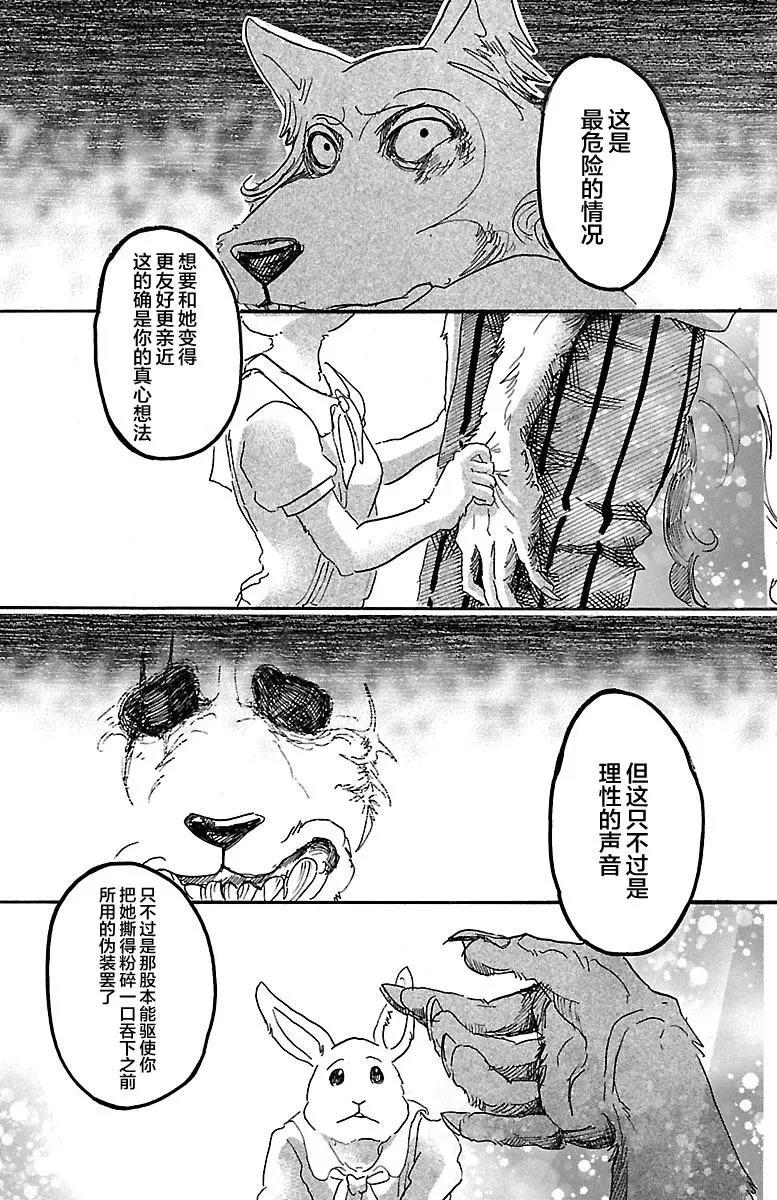 这是
最危险的情况
想要和她变得
更友好更亲近
这的确是你的真心想法
但这只不过是
理性的声音
只不过是那股本能驱使你
把她撕得粉碎一口吞下之前
所用的伪装罢了